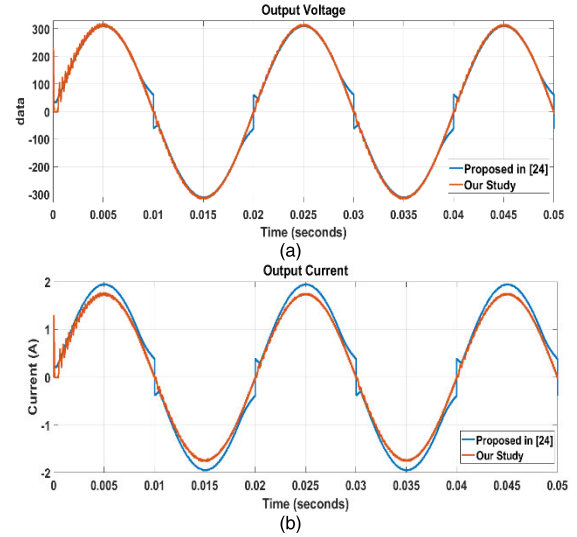 (a)
Output Voltage
data
300
200
100
0
-100
-200
-300
Proposed in [24]
Our Study
0 0.005 0.01 0.015 0.02 0.025 0.03 0.035 0.04 0.045 0.05
Time (seconds)
(a)
Output Current
Current (A)
2
1
0
-1
-2
Proposed in [24]
Our Study
0 0.005 0.01 0.015 0.02 0.025 0.03 0.035 0.04 0.045 0.05
Time (seconds)
(b)